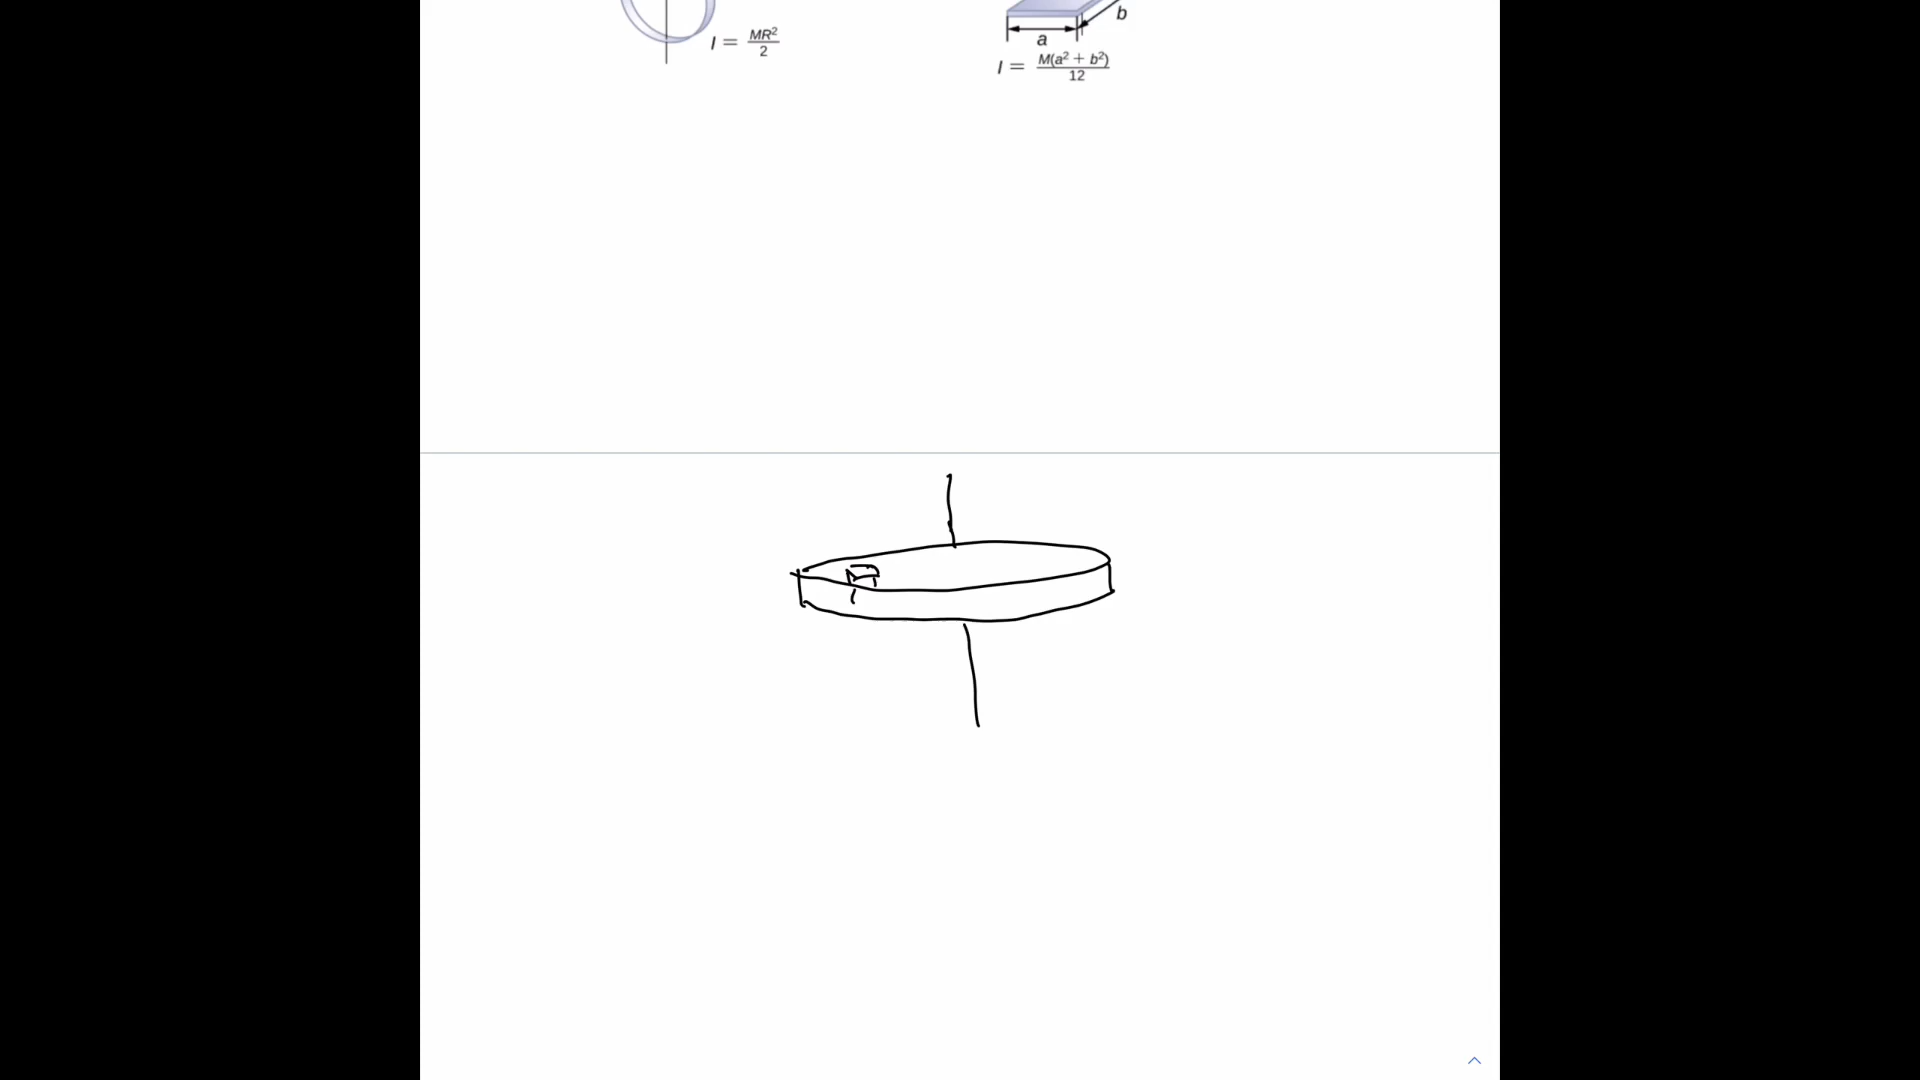 I = MR²/2
b
a
I = M(a² + b²)/12